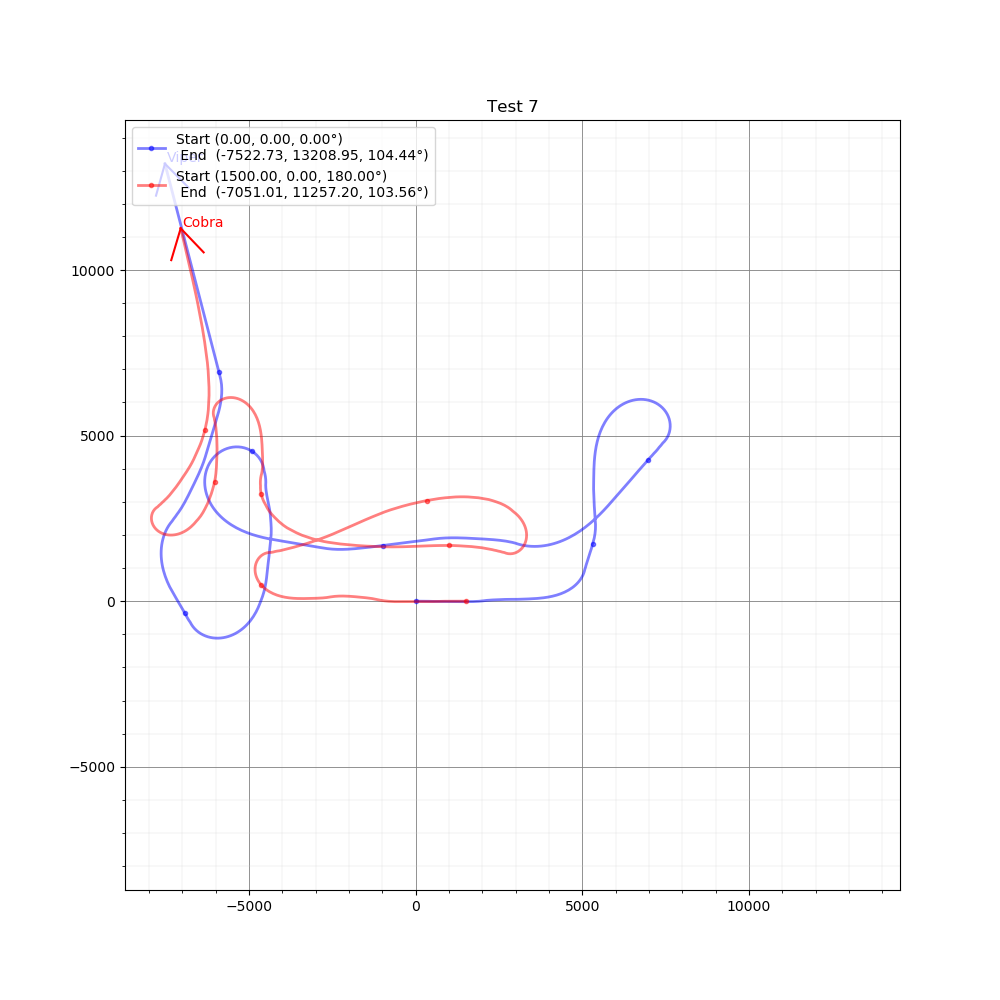 Test 7
Start (0.00, 0.00, 0.00°)
End (-7522.73, 13208.95, 104.44°)
Start (1500.00, 0.00, 180.00°)
End (-7051.01, 11257.20, 103.56°)
Cobra
10000
5000
0
−5000
−5000
0
5000
10000